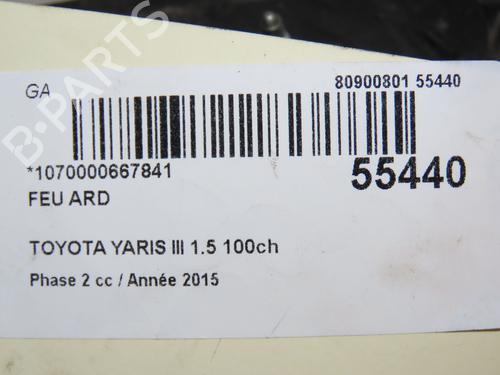 B-PARTS
GA
80900801 55440
*1070000667841
55440
FEU ARD
TOYOTA YARIS III 1.5 100ch
Phase 2 cc / Année 2015